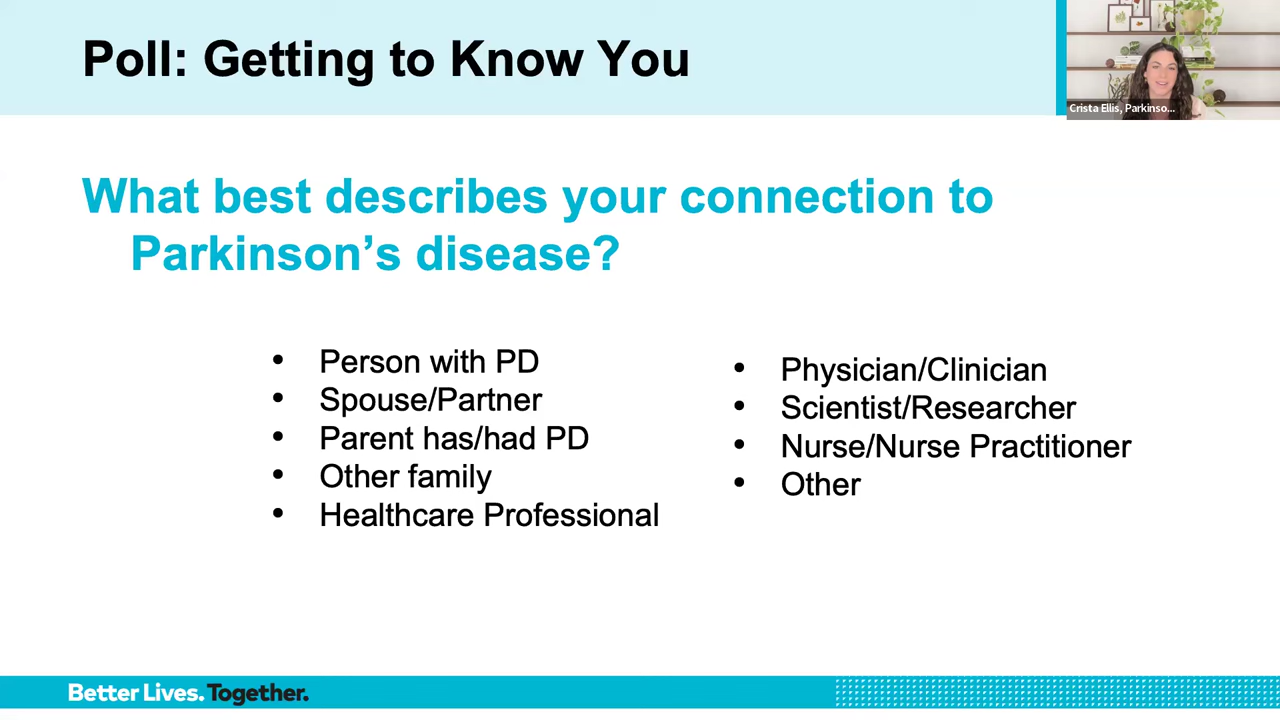 Poll: Getting to Know You
Crista Ellis, Parkinso...
What best describes your connection to
Parkinson’s disease?
• Person with PD
• Spouse/Partner
• Parent has/had PD
• Other family
• Healthcare Professional
• Physician/Clinician
• Scientist/Researcher
• Nurse/Nurse Practitioner
• Other
Better Lives. Together.